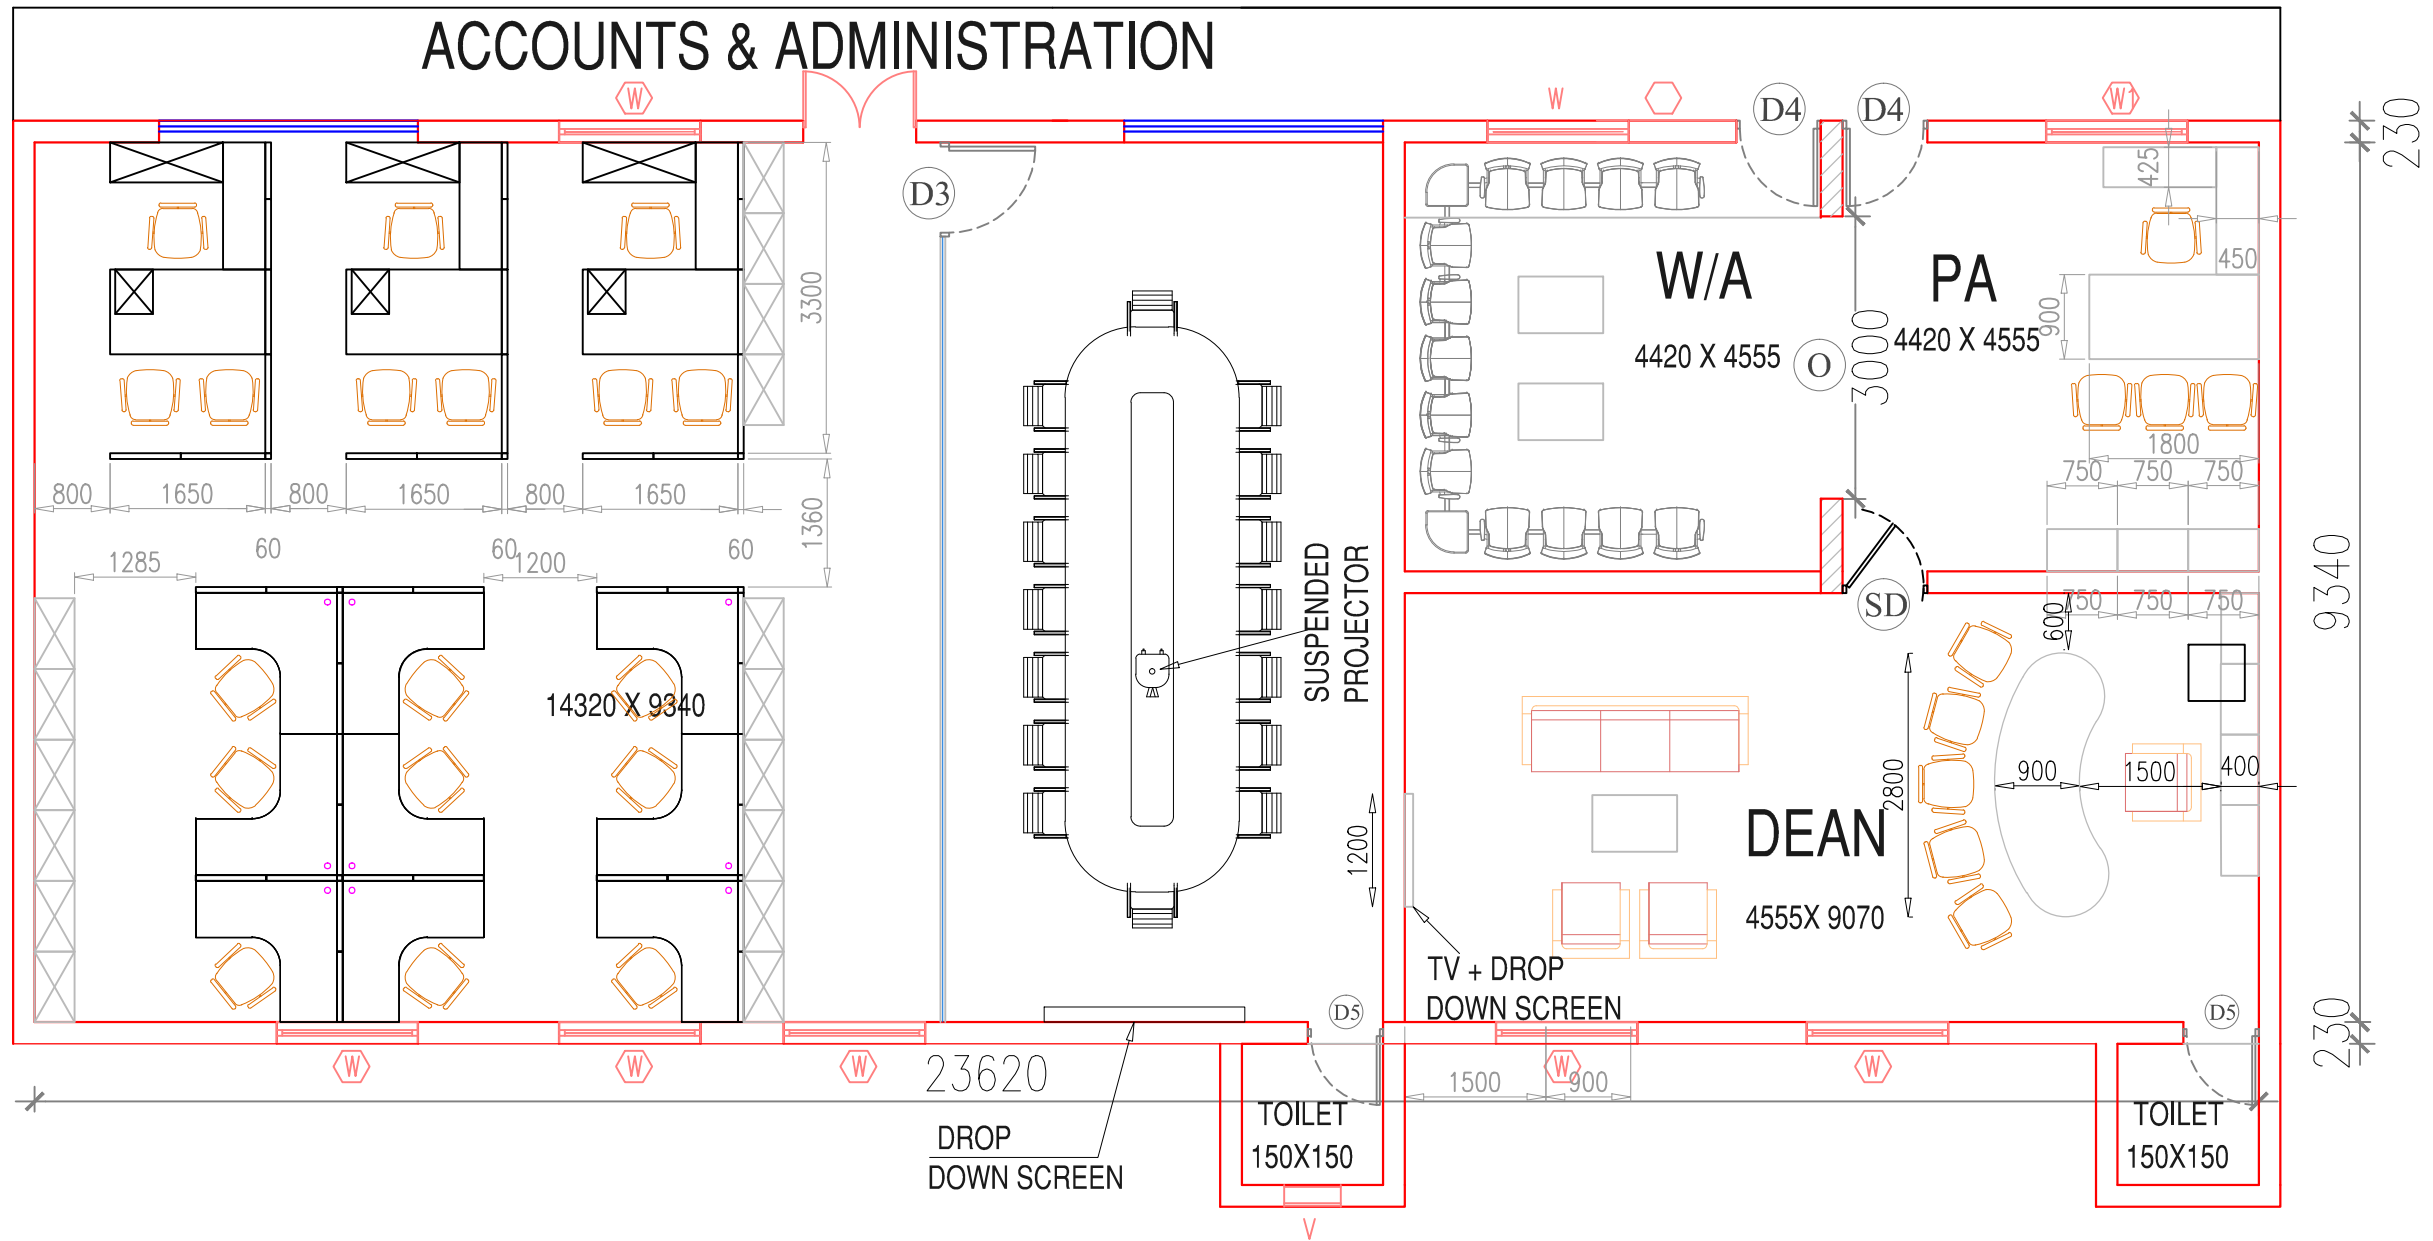 ACCOUNTS & ADMINISTRATION
W
W
D4
D4
W1
230
D3
425
450
W/A
4420 X 4555
PA
4420 X 4555
O
3000
900
3300
1800
750
750
750
800
1650
800
1650
800
1650
1360
60
60
60
1285
1200
SUSPENDED
PROJECTOR
SD
750
750
750
600
9340
14320 X 9340
2800
900
1500
400
DEAN
4555X 9070
1200
TV + DROP
DOWN SCREEN
D5
D5
230
W
W
W
W
W
23620
1500
900
DROP
DOWN SCREEN
TOILET
150X150
TOILET
150X150
V